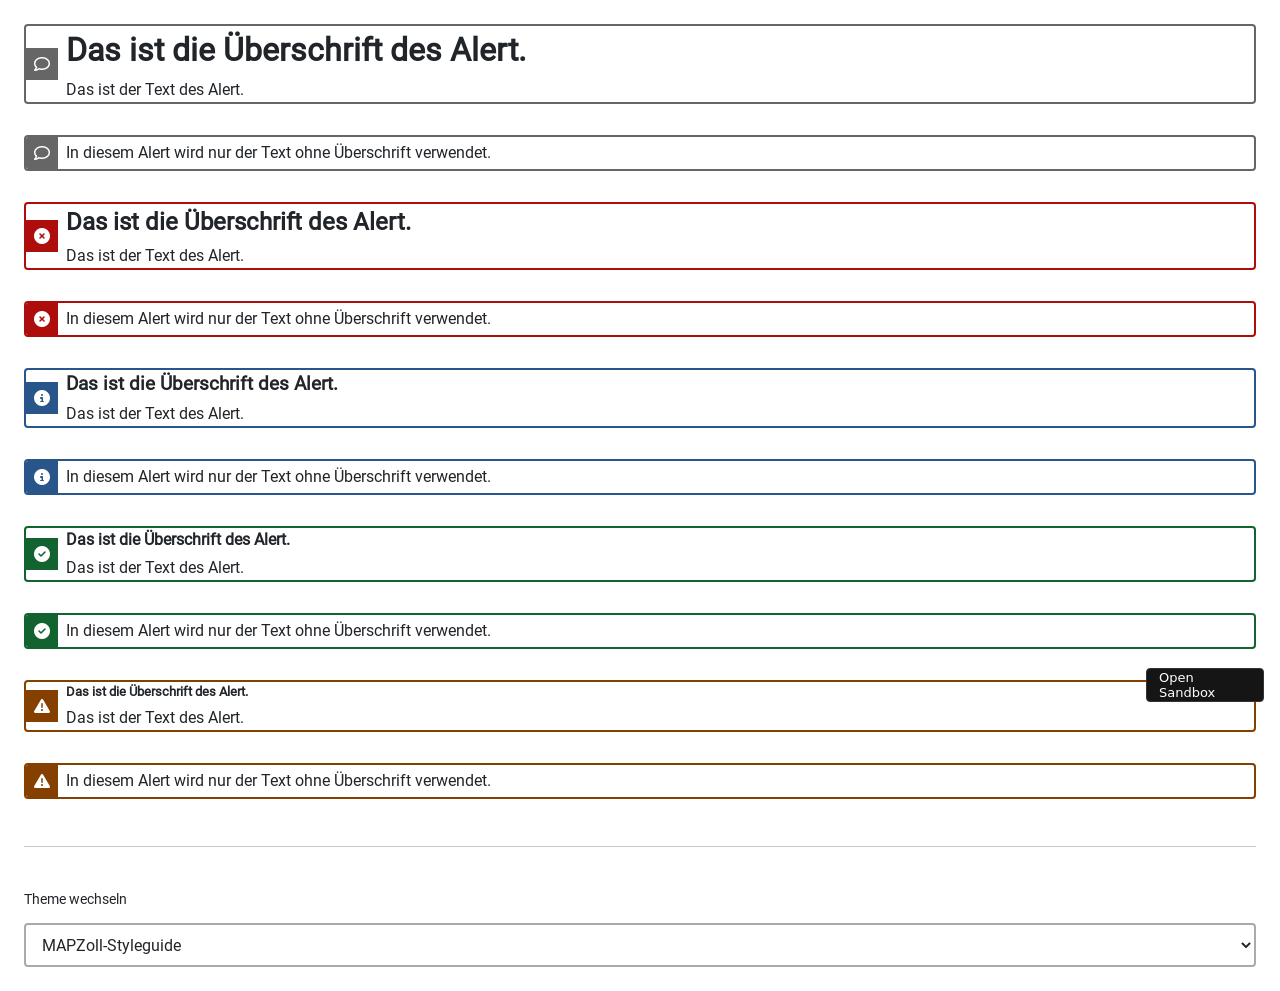 Das ist die Überschrift des Alert.
Das ist der Text des Alert.
In diesem Alert wird nur der Text ohne Überschrift verwendet.
Das ist die Überschrift des Alert.
Das ist der Text des Alert.
In diesem Alert wird nur der Text ohne Überschrift verwendet.
Das ist die Überschrift des Alert.
Das ist der Text des Alert.
In diesem Alert wird nur der Text ohne Überschrift verwendet.
Das ist die Überschrift des Alert.
Das ist der Text des Alert.
In diesem Alert wird nur der Text ohne Überschrift verwendet.
Open
Sandbox
Das ist die Überschrift des Alert.
Das ist der Text des Alert.
In diesem Alert wird nur der Text ohne Überschrift verwendet.
Theme wechseln
MAPZoll-Styleguide